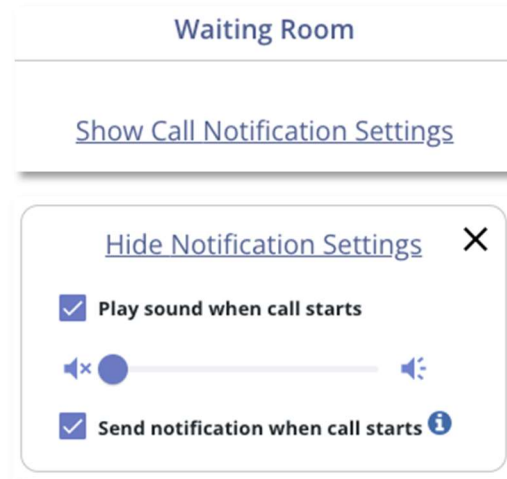 Waiting Room
Show Call Notification Settings
Hide Notification Settings
Play sound when call starts
Send notification when call starts